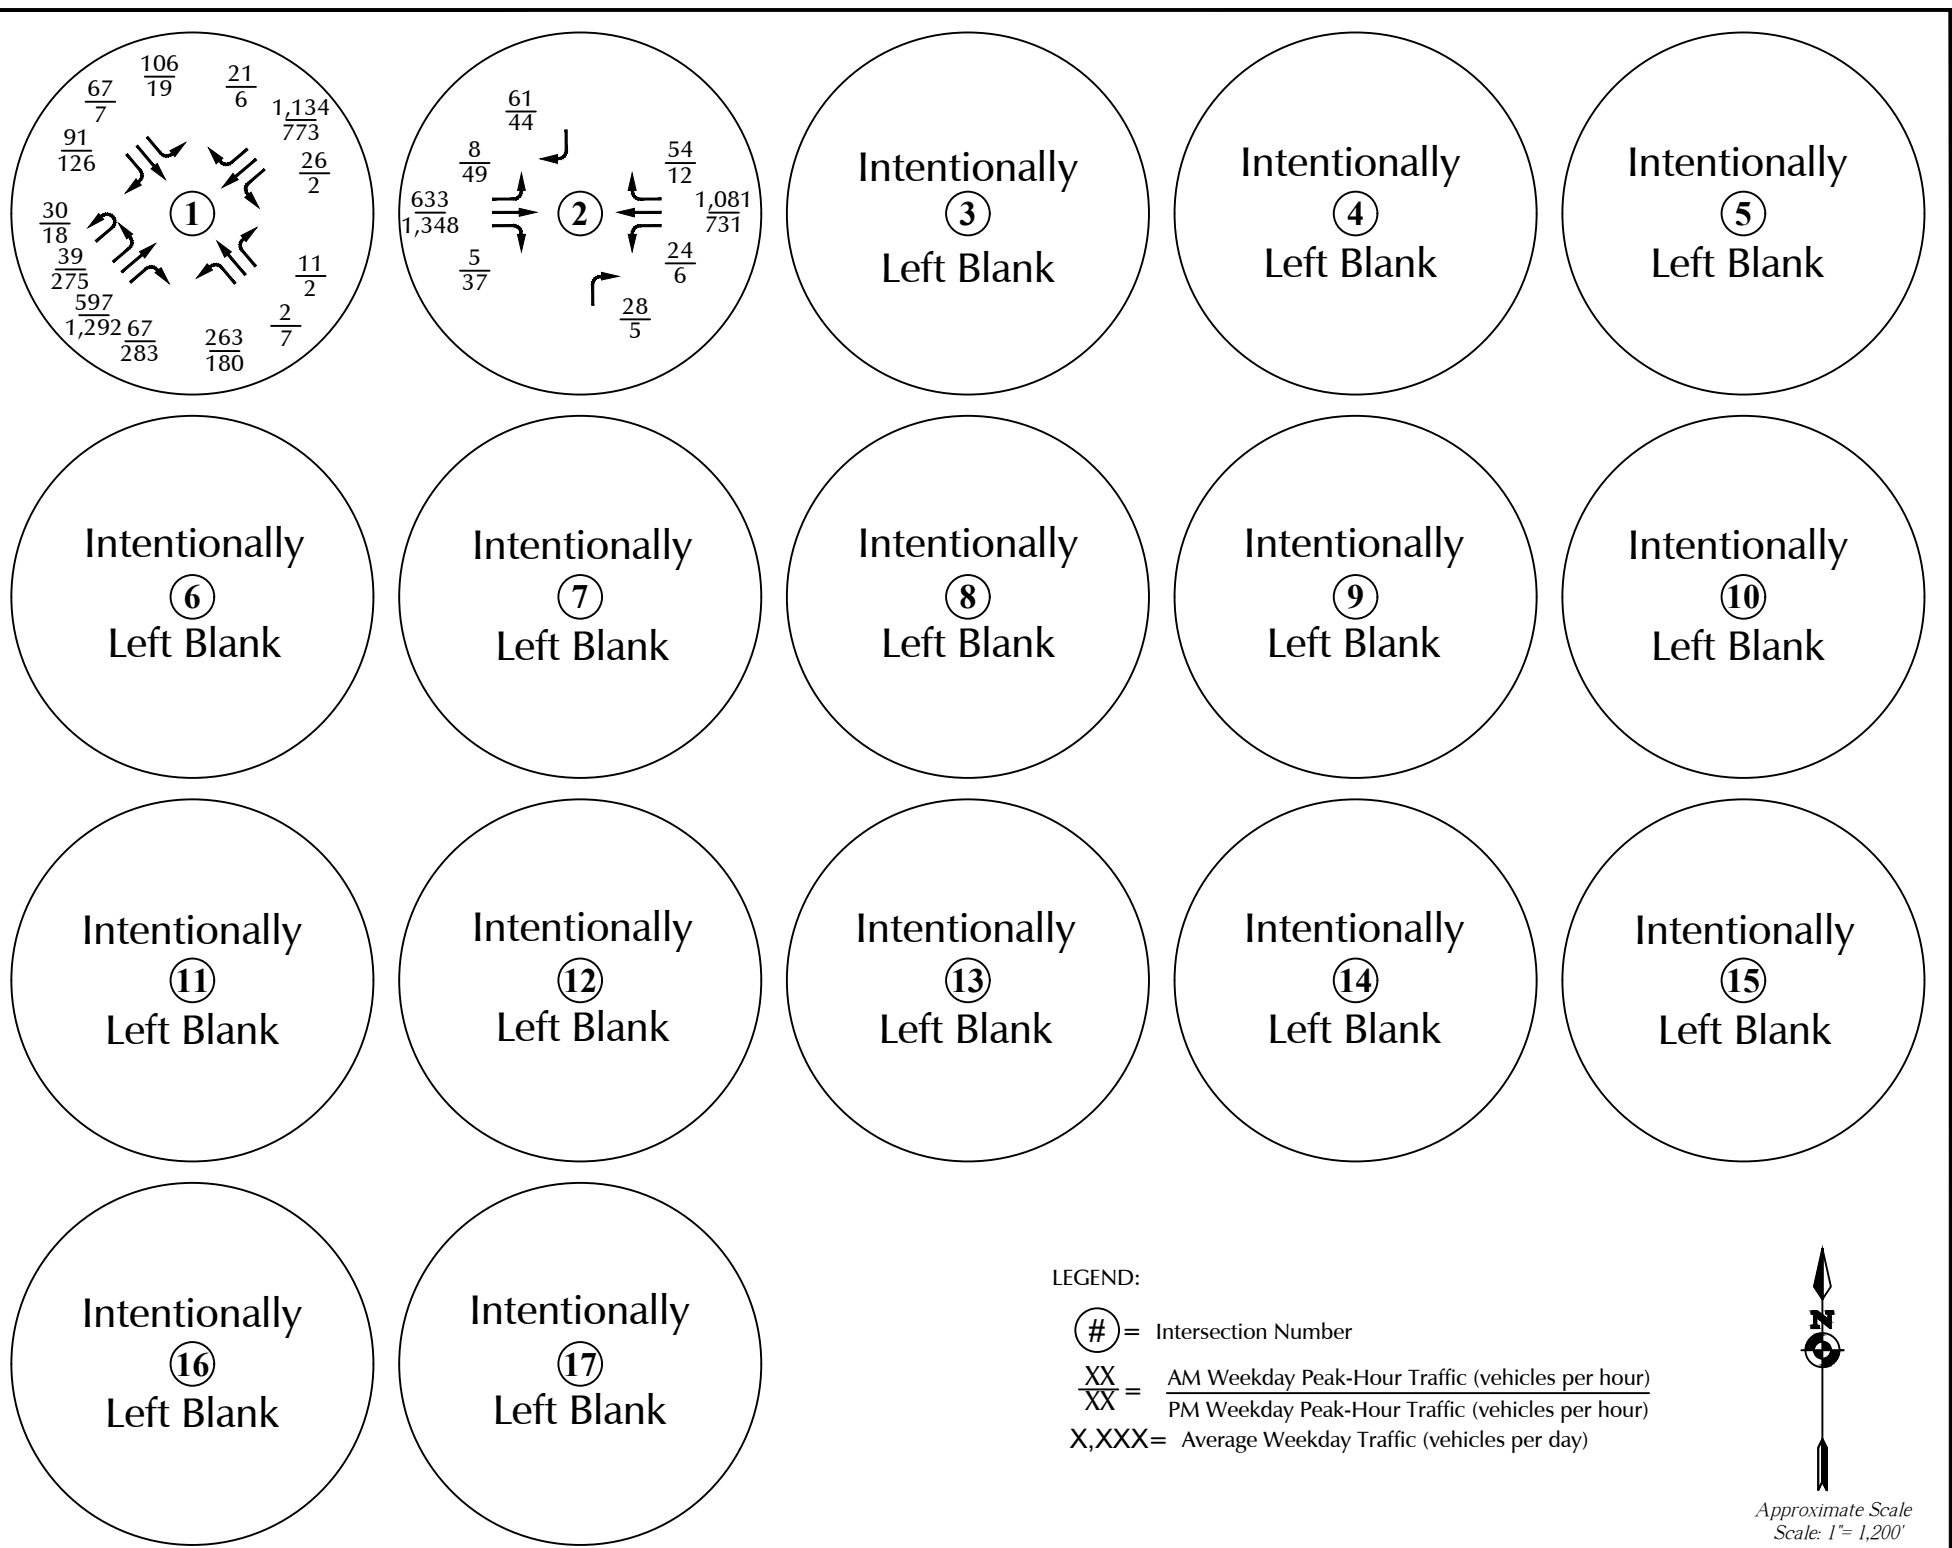 106
19
67
7
21
6
1,134
773
91
126
26
2
1
30
18
39
275
597
1,292
67
283
263
180
2
7
11
2
61
44
8
49
54
12
633
1,348
2
1,081
731
5
37
24
6
28
5
Intentionally
3
Left Blank
Intentionally
4
Left Blank
Intentionally
5
Left Blank
Intentionally
6
Left Blank
Intentionally
7
Left Blank
Intentionally
8
Left Blank
Intentionally
9
Left Blank
Intentionally
10
Left Blank
Intentionally
11
Left Blank
Intentionally
12
Left Blank
Intentionally
13
Left Blank
Intentionally
14
Left Blank
Intentionally
15
Left Blank
Intentionally
16
Left Blank
Intentionally
17
Left Blank
LEGEND:
# = Intersection Number
XX = AM Weekday Peak-Hour Traffic (vehicles per hour)
XX PM Weekday Peak-Hour Traffic (vehicles per hour)
X,XXX= Average Weekday Traffic (vehicles per day)
N
Approximate Scale
Scale: 1"= 1,200'